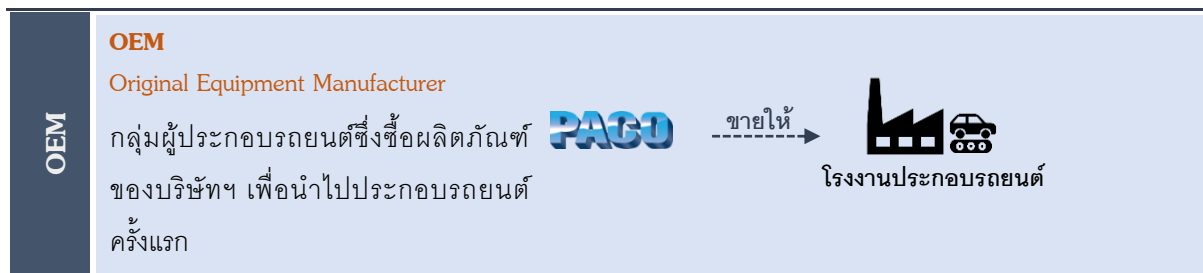 OEM
OEM
Original Equipment Manufacturer
กลุ่มผู้ประกอบรถยนต์ซึ่งซื้อผลิตภัณฑ์
ของบริษัทฯ เพื่อนำไปประกอบรถยนต์
ครั้งแรก
PACO
ขายให้
โรงงานประกอบรถยนต์